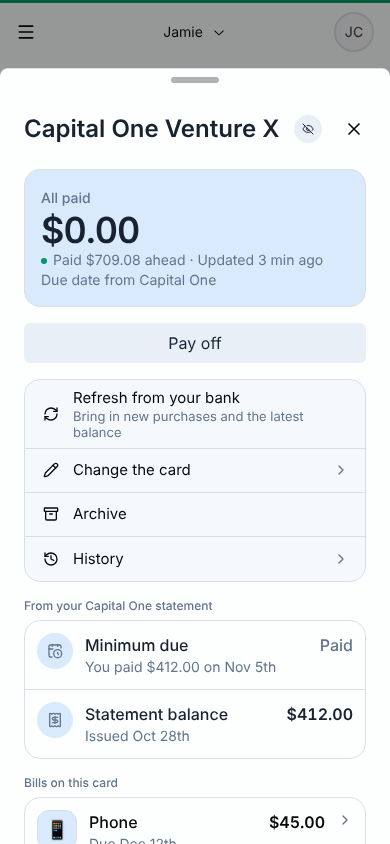 Jamie
JC
Capital One Venture X
All paid
$0.00
Paid $709.08 ahead · Updated 3 min ago
Due date from Capital One
Pay off
Refresh from your bank
Bring in new purchases and the latest
balance
Change the card
Archive
History
From your Capital One statement
Minimum due
Paid
You paid $412.00 on Nov 5th
Statement balance
$412.00
Issued Oct 28th
Bills on this card
Phone
$45.00
Due Dec 12th